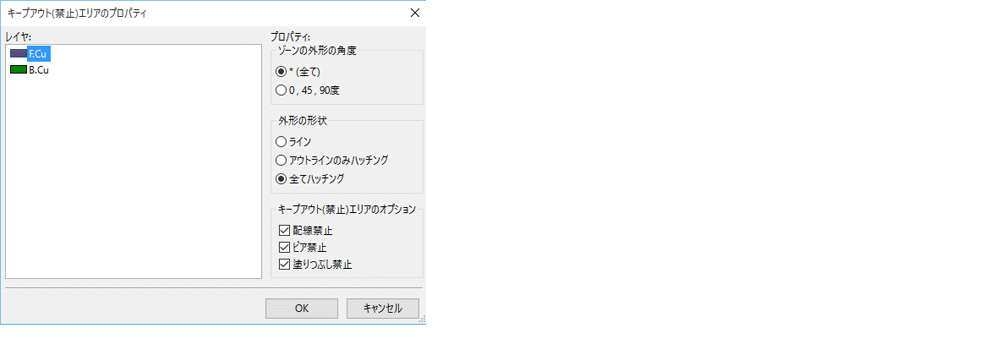 キープアウト(禁止)エリアのプロパティ
レイヤ:
F.Cu
B.Cu
プロパティ:
ゾーンの外形の角度
* (全て)
0 , 45 , 90度
外形の形状
ライン
アウトラインのみハッチング
全てハッチング
キープアウト(禁止)エリアのオプション
配線禁止
ビア禁止
塗りつぶし禁止
OK
キャンセル